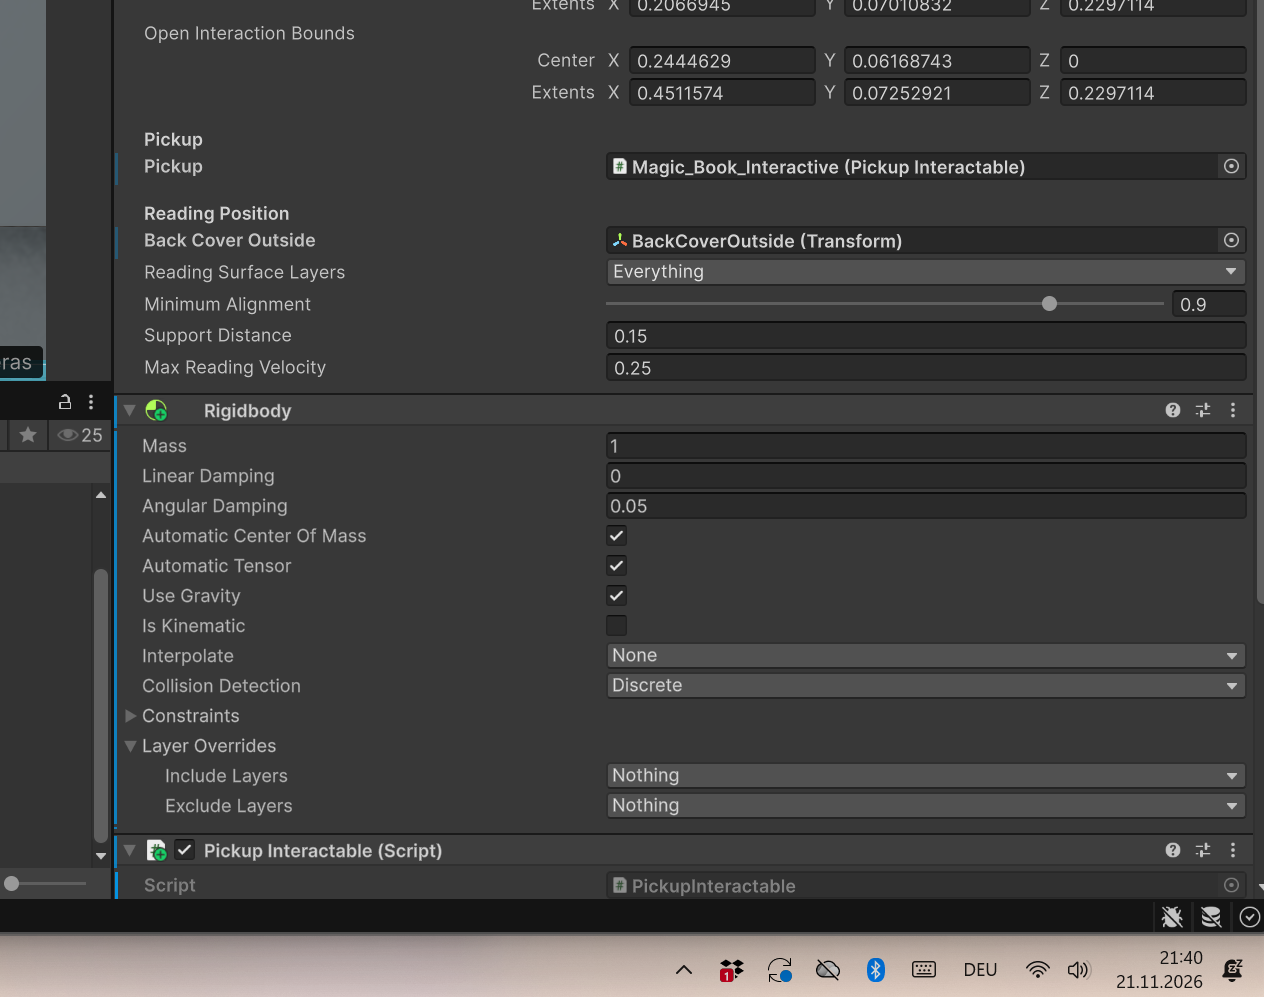 Extents X 0.2066945 Y 0.07010832 Z 0.2297114
Open Interaction Bounds
Center X 0.2444629 Y 0.06168743 Z 0
Extents X 0.4511574 Y 0.07252921 Z 0.2297114
Pickup
Pickup Magic_Book_Interactive (Pickup Interactable)
Reading Position
Back Cover Outside BackCoverOutside (Transform)
Reading Surface Layers Everything
Minimum Alignment 0.9
Support Distance 0.15
ras
Max Reading Velocity 0.25
Rigidbody
25
Mass 1
Linear Damping 0
Angular Damping 0.05
Automatic Center Of Mass
Automatic Tensor
Use Gravity
Is Kinematic
Interpolate None
Collision Detection Discrete
Constraints
Layer Overrides
Include Layers Nothing
Exclude Layers Nothing
Pickup Interactable (Script)
Script PickupInteractable
1
DEU
21:40
21.11.2026